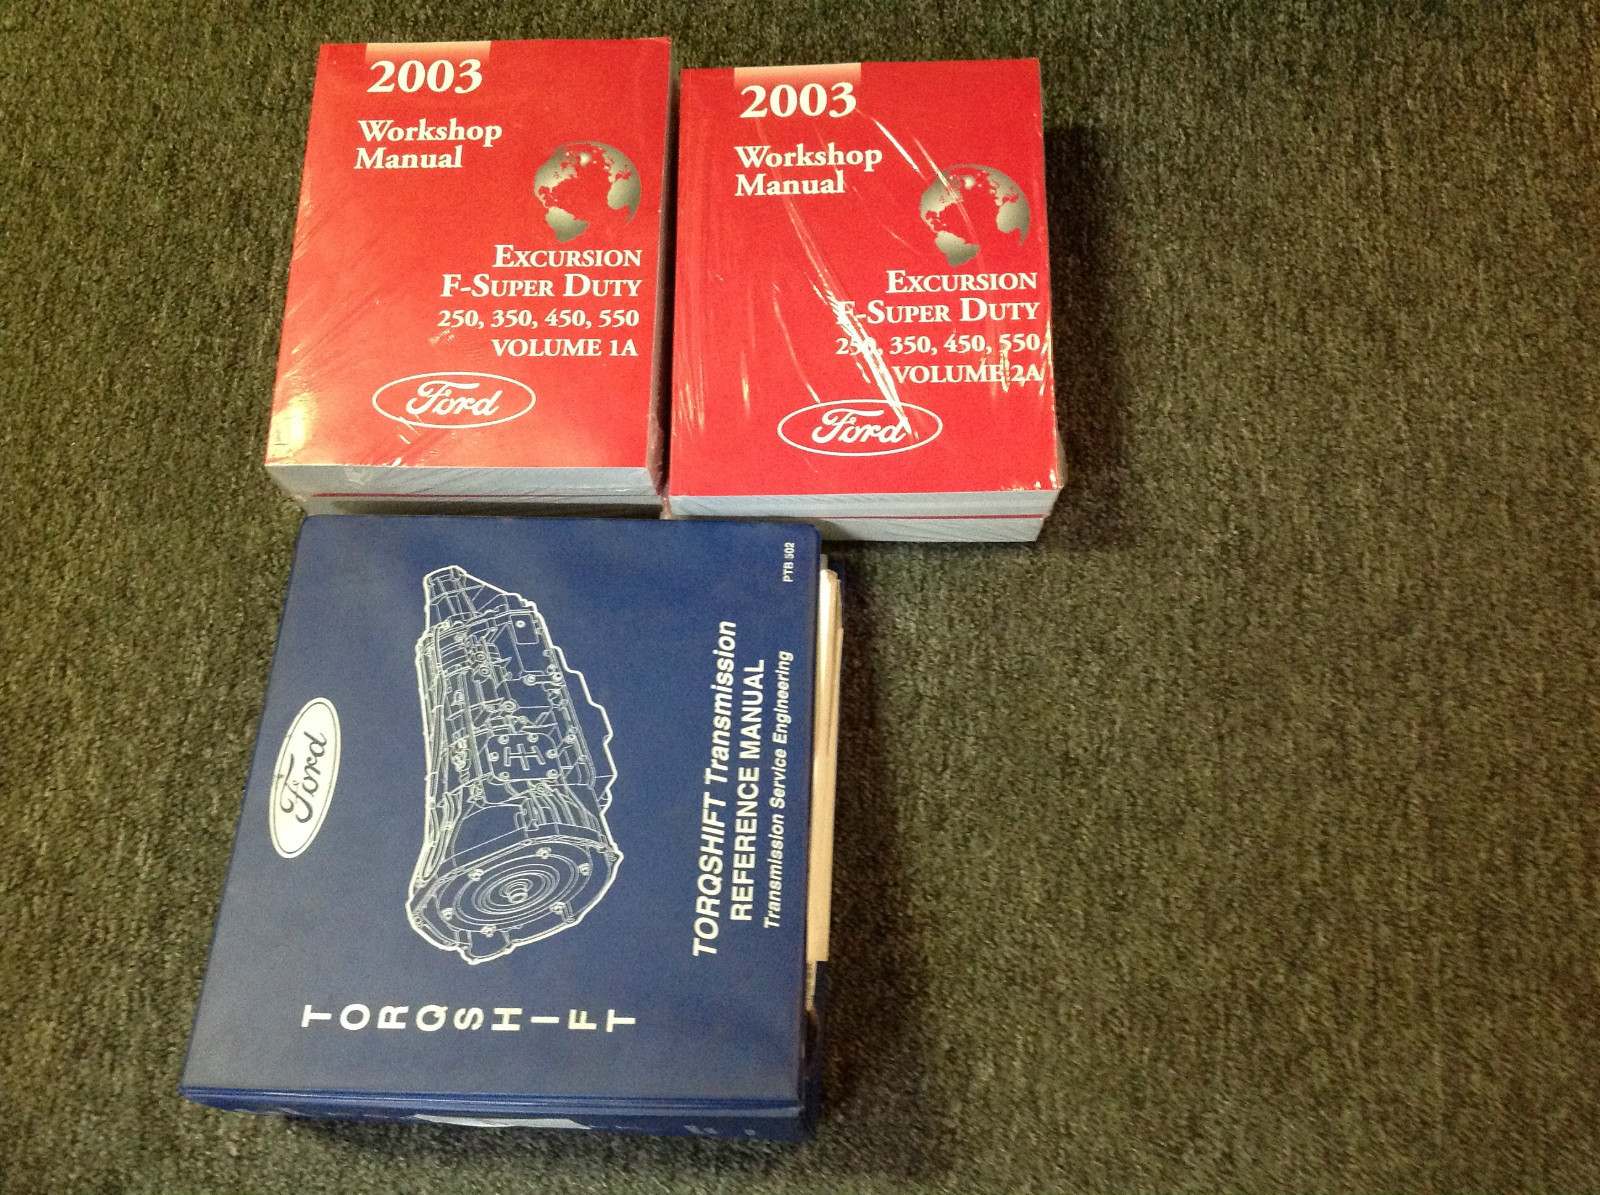 2003
Workshop
Manual
EXCURSION
F-SUPER DUTY
250, 350, 450, 550
VOLUME 1A
Ford
2003
Workshop
Manual
EXCURSION
F-SUPER DUTY
250, 350, 450, 550
VOLUME 2A
Ford
Ford
TORQSHIFT
TORQSHIFT Transmission
REFERENCE MANUAL
Transmission Service Engineering
PTB 502